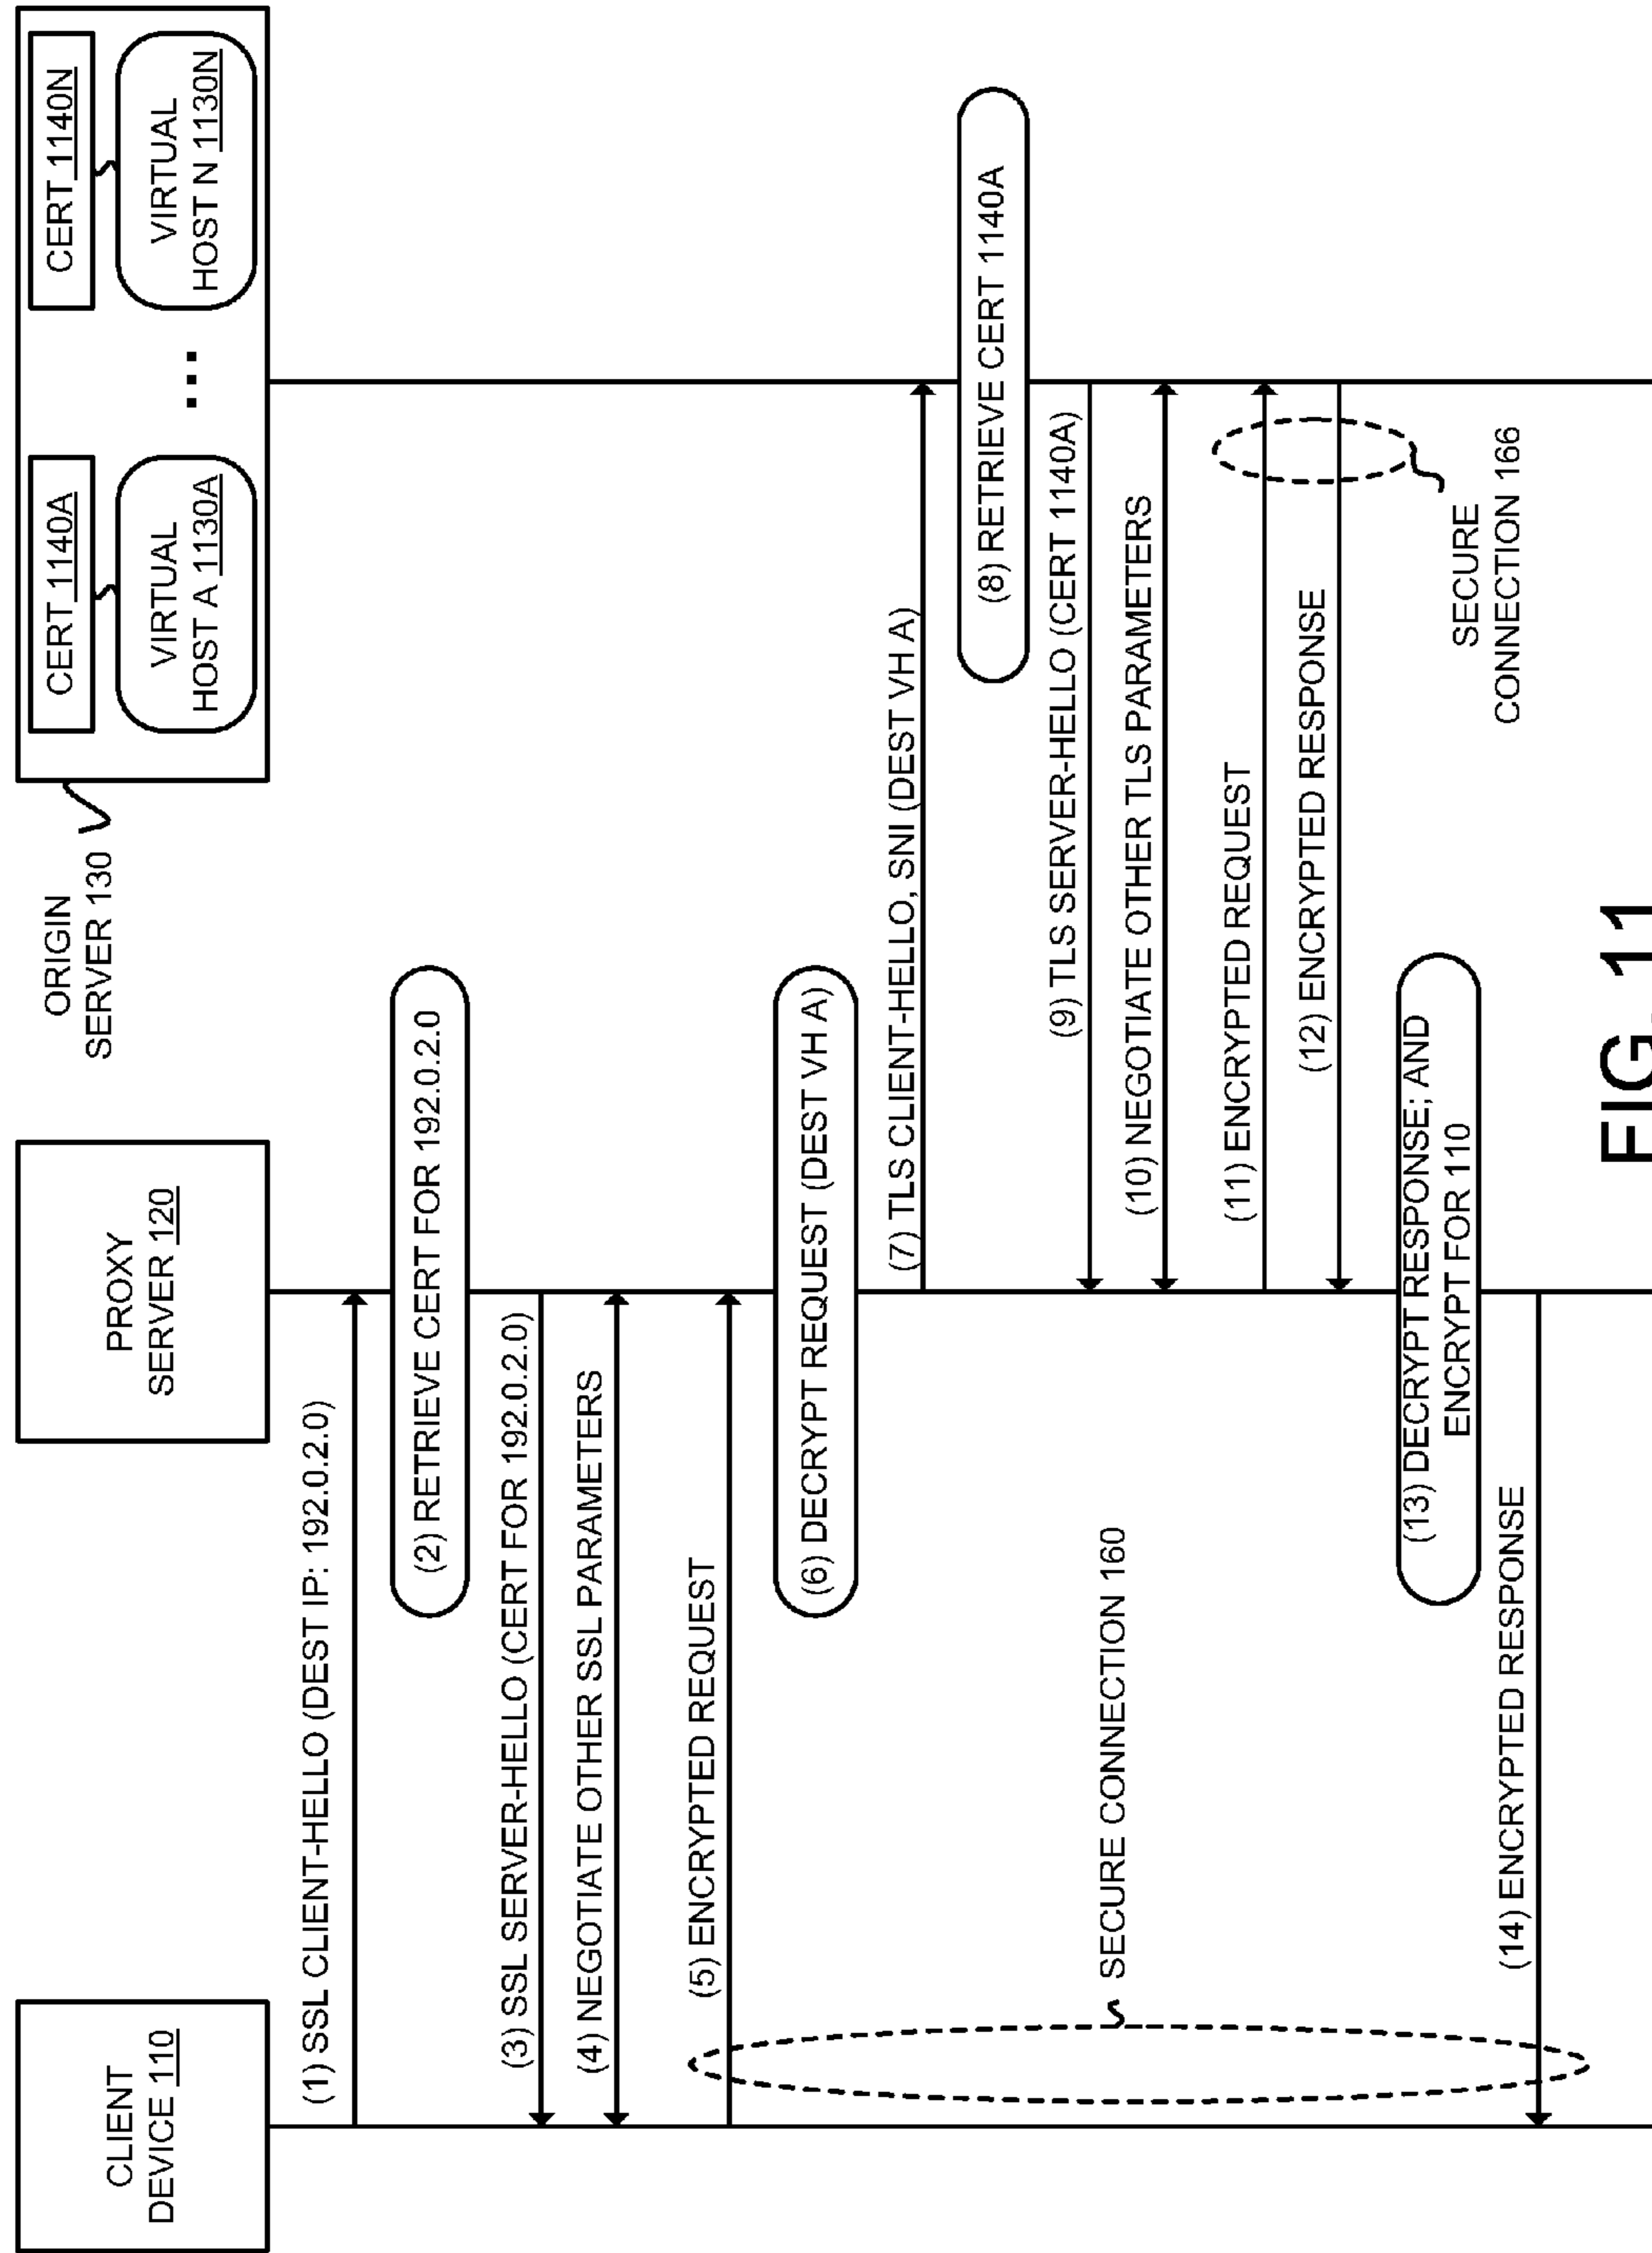 CLIENT
DEVICE 110
PROXY
SERVER 120
ORIGIN
SERVER 130
CERT 1140A
VIRTUAL
HOST A 1130A
...
CERT 1140N
VIRTUAL
HOST N 1130N
(1) SSL CLIENT-HELLO (DEST IP: 192.0.2.0)
(2) RETRIEVE CERT FOR 192.0.2.0
(3) SSL SERVER-HELLO (CERT FOR 192.0.2.0)
(4) NEGOTIATE OTHER SSL PARAMETERS
(5) ENCRYPTED REQUEST
(6) DECRYPT REQUEST (DEST VH A)
(7) TLS CLIENT-HELLO, SNI (DEST VH A)
(8) RETRIEVE CERT 1140A
(9) TLS SERVER-HELLO (CERT 1140A)
(10) NEGOTIATE OTHER TLS PARAMETERS
(11) ENCRYPTED REQUEST
(12) ENCRYPTED RESPONSE
SECURE
CONNECTION 166
SECURE CONNECTION 160
(13) DECRYPT RESPONSE; AND
ENCRYPT FOR 110
(14) ENCRYPTED RESPONSE
FIG. 11